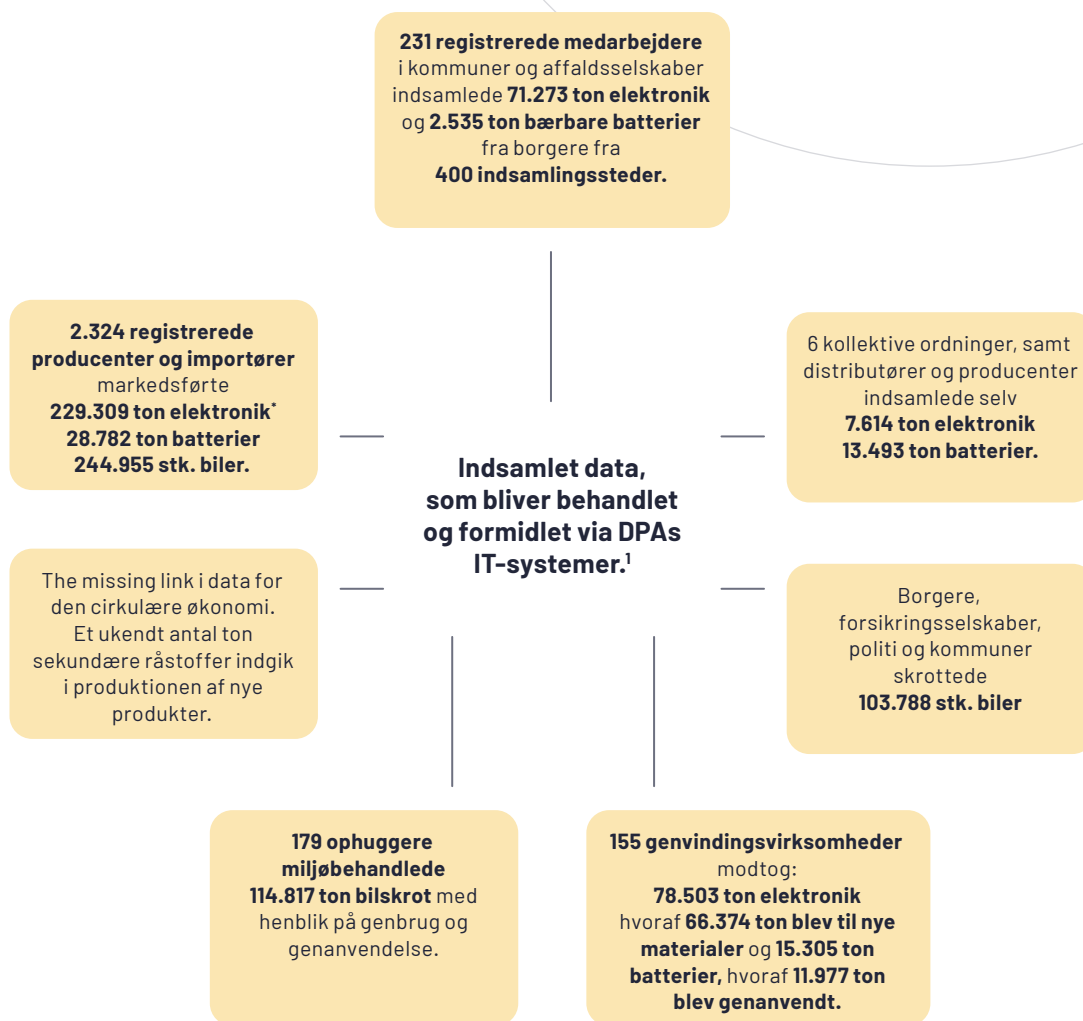 231 registrerede medarbejdere
i kommuner og affaldsselskaber
indsamlede 71.273 ton elektronik
og 2.535 ton bærbare batterier
fra borgere fra
400 indsamlingssteder.
2.324 registrerede
producenter og importører
markedsførte
229.309 ton elektronik*
28.782 ton batterier
244.955 stk. biler.
6 kollektive ordninger, samt
distributører og producenter
indsamlede selv
7.614 ton elektronik
13.493 ton batterier.
Indsamlet data,
som bliver behandlet
og formidlet via DPAs
IT-systemer.¹
The missing link i data for
den cirkulære økonomi.
Et ukendt antal ton
sekundære råstoffer indgik
i produktionen af nye
produkter.
Borgere,
forsikringsselskaber,
politi og kommuner
skrottede
103.788 stk. biler
179 ophuggere
miljøbehandlede
114.817 ton bilskrot med
henblik på genbrug og
genanvendelse.
155 genvindingsvirksomheder
modtog:
78.503 ton elektronik
hvoraf 66.374 ton blev til nye
materialer og 15.305 ton
batterier, hvoraf 11.977 ton
blev genanvendt.